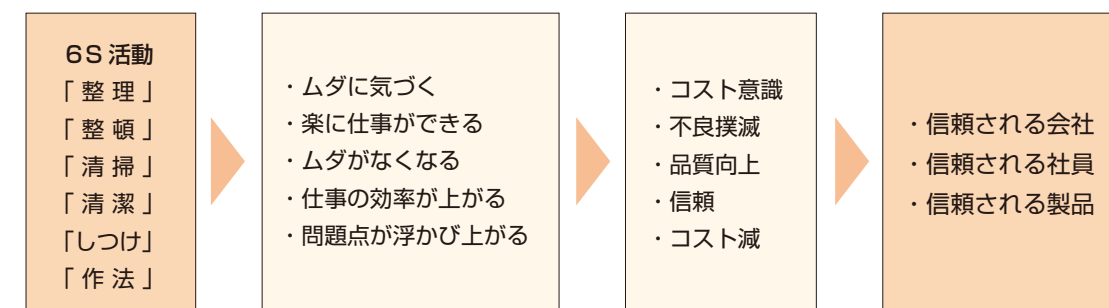 6S 活動
「 整 理 」
「 整 頓 」
「 清 掃 」
「 清 潔 」
「しつけ」
「 作 法 」
・ムダに気づく
・楽に仕事ができる
・ムダがなくなる
・仕事の効率が上がる
・問題点が浮かび上がる
・コスト意識
・不良撲滅
・品質向上
・信頼
・コスト減
・信頼される会社
・信頼される社員
・信頼される製品